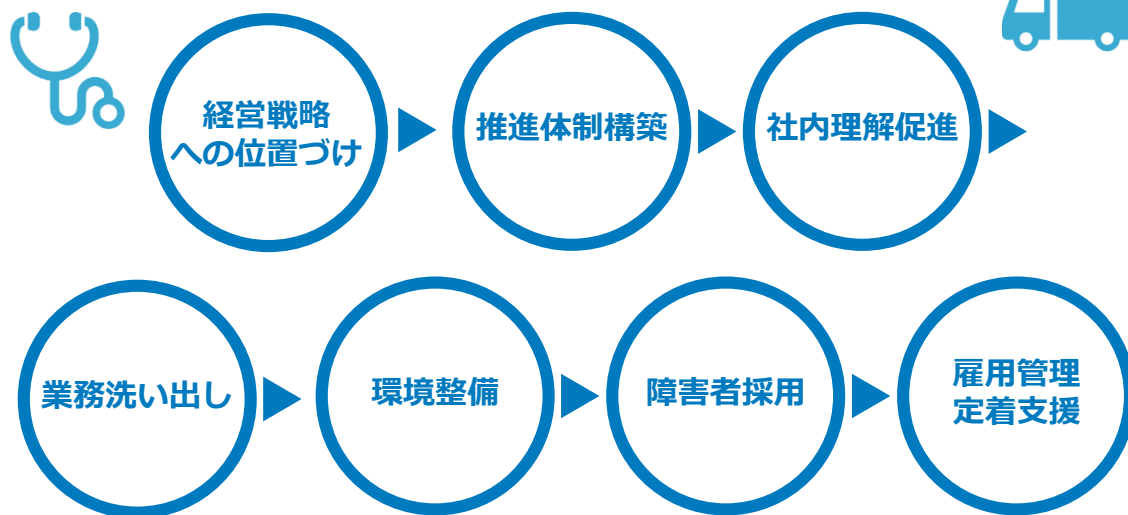 経営戦略
への位置づけ
推進体制構築
社内理解促進
業務洗い出し
環境整備
障害者採用
雇用管理
定着支援